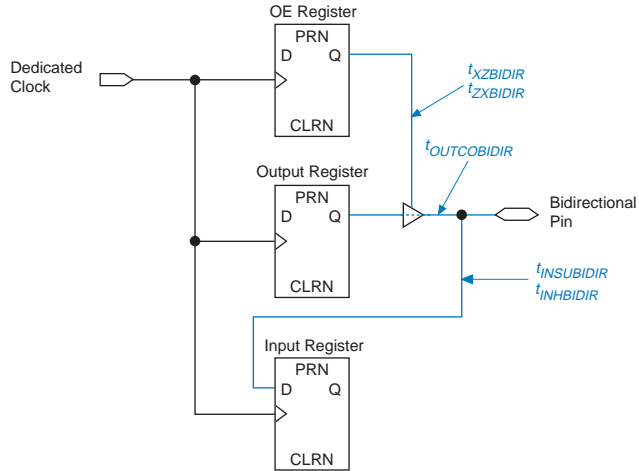 OE Register
PRN
D Q
CLRN
Dedicated
Clock
tXZBIDIR
tZXBIDIR
tOUTCOBIDIR
Output Register
PRN
D Q
CLRN
Bidirectional
Pin
tINSUBIDIR
tINHBIDIR
Input Register
PRN
D Q
CLRN